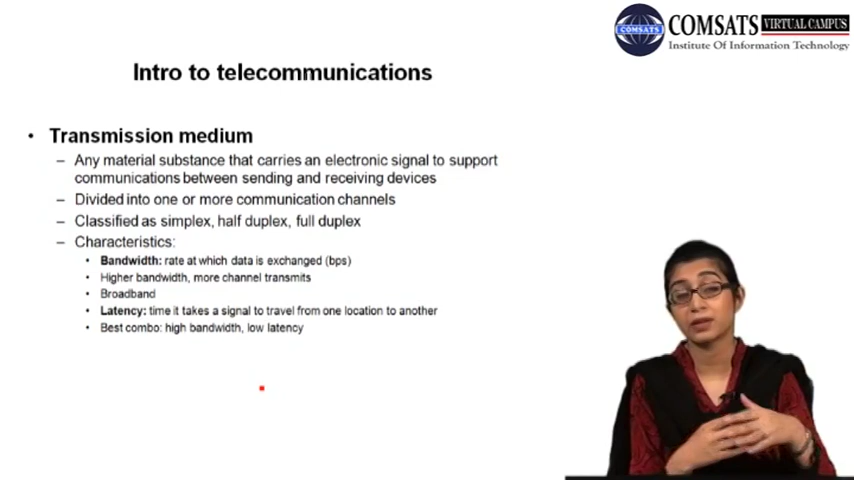 COMSATS
COMSATS VIRTUAL CAMPUS
Institute Of Information Technology
Intro to telecommunications
• Transmission medium
– Any material substance that carries an electronic signal to support
communications between sending and receiving devices
– Divided into one or more communication channels
– Classified as simplex, half duplex, full duplex
– Characteristics:
• Bandwidth: rate at which data is exchanged (bps)
• Higher bandwidth, more channel transmits
• Broadband
• Latency: time it takes a signal to travel from one location to another
• Best combo: high bandwidth, low latency